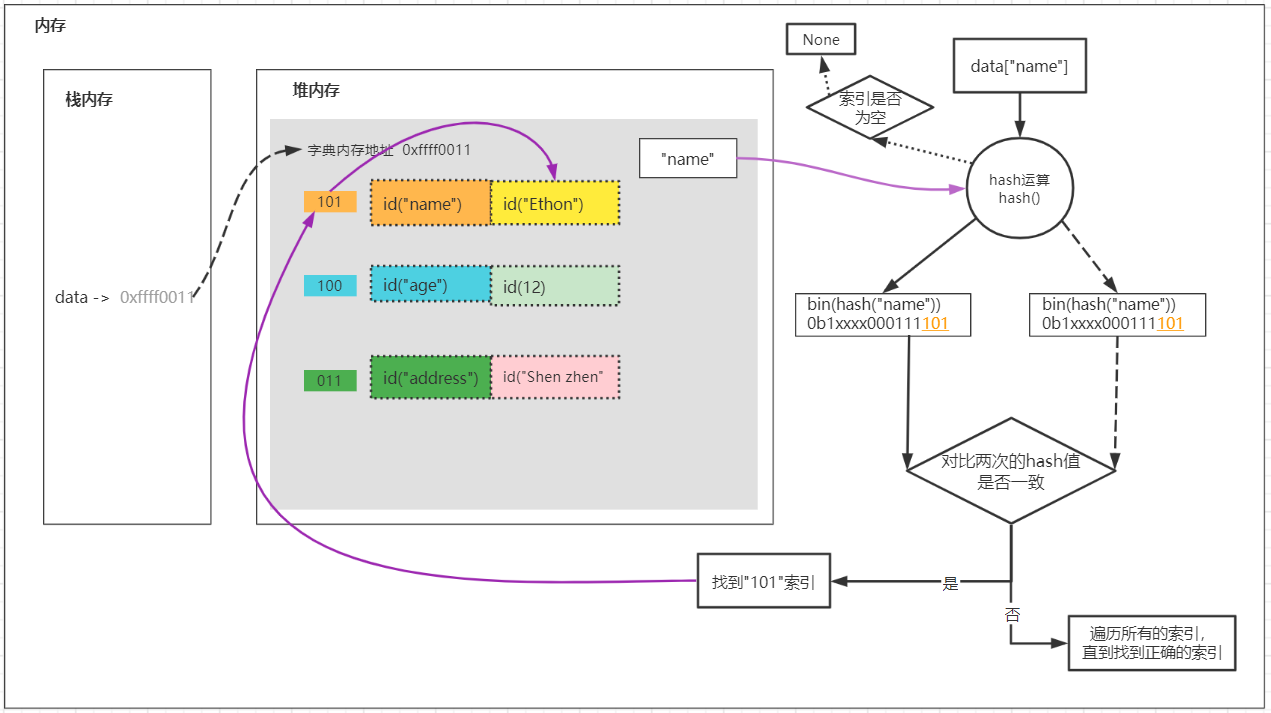 内存
栈内存
data -> 0xffff0011
堆内存
字典内存地址 0xffff0011
101
id("name")
id("Ethon")
100
id("age")
id(12)
011
id("address")
id("Shen zhen"
"name"
None
索引是否
为空
data["name"]
hash运算
hash()
bin(hash("name"))
0b1xxxx000111101
bin(hash("name"))
0b1xxxx000111101
对比两次的hash值
是否一致
是
找到"101"索引
否
遍历所有的索引，
直到找到正确的索引